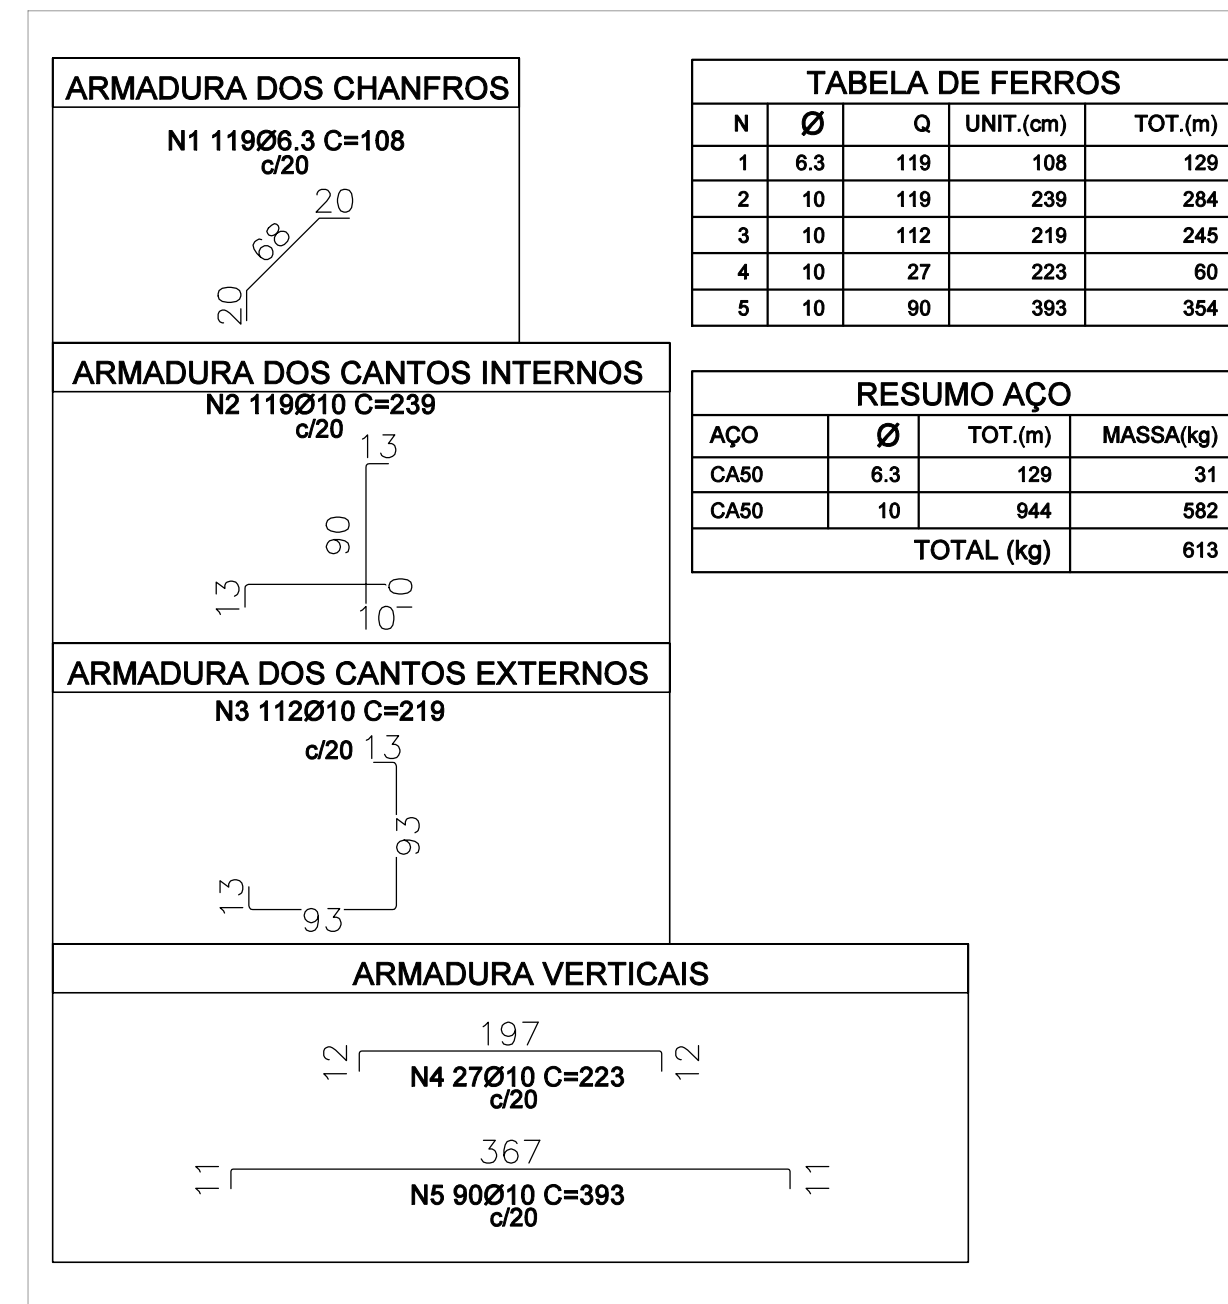 ARMADURA DOS CHANFROS
N1 119Ø6.3 C=108
c/20
20
68
20
ARMADURA DOS CANTOS INTERNOS
N2 119Ø10 C=239
c/20
13
90
13
10
ARMADURA DOS CANTOS EXTERNOS
N3 112Ø10 C=219
c/20 13
93
13
93
ARMADURA VERTICAIS
197
12 12
N4 27Ø10 C=223
c/20
367
11 11
N5 90Ø10 C=393
c/20
TABELA DE FERROS
N Ø Q UNIT.(cm) TOT.(m)
1 6.3 119 108 129
2 10 119 239 284
3 10 112 219 245
4 10 27 223 60
5 10 90 393 354
RESUMO AÇO
AÇO Ø TOT.(m) MASSA(kg)
CA50 6.3 129 31
CA50 10 944 582
TOTAL (kg) 613